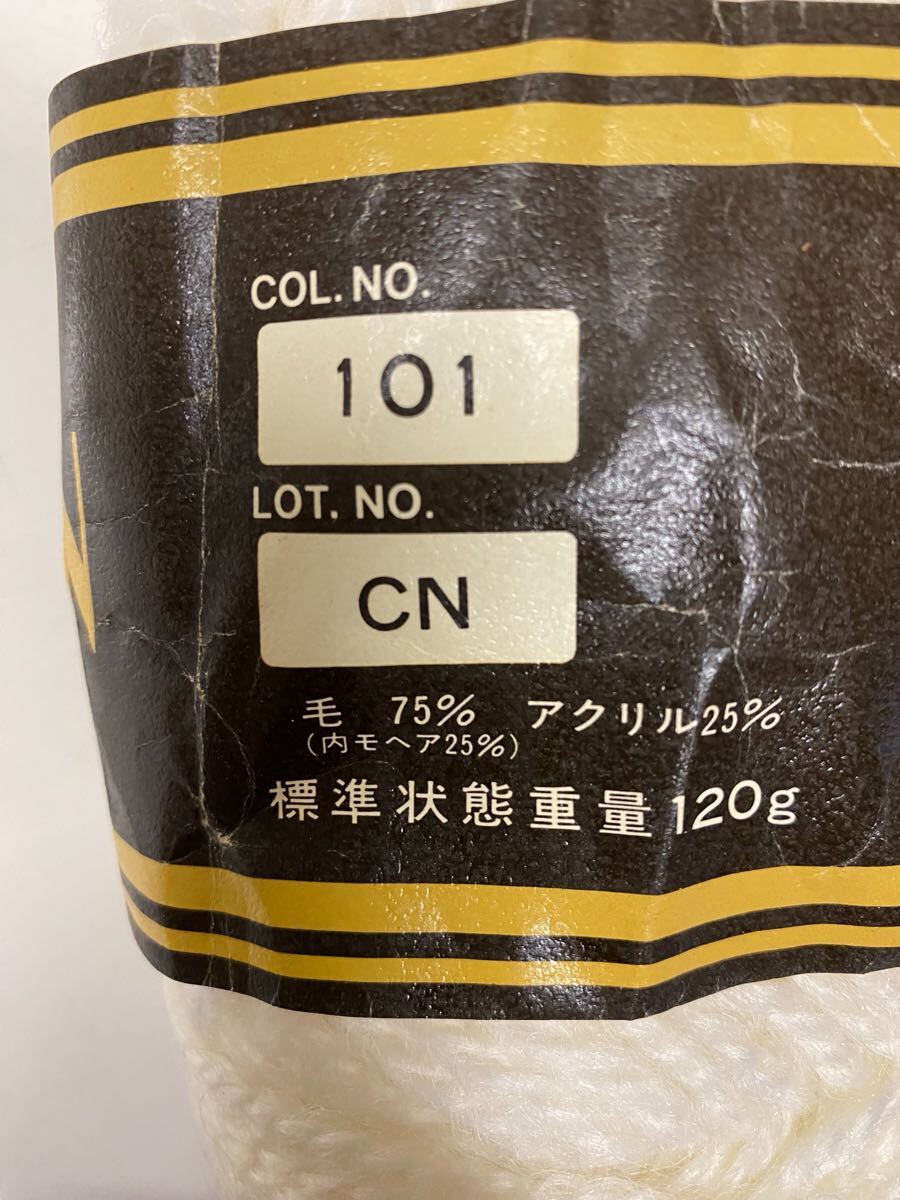 COL. NO.
101
LOT. NO.
CN
毛 75% アクリル25%
(内モヘア25%)
標準状態重量120g